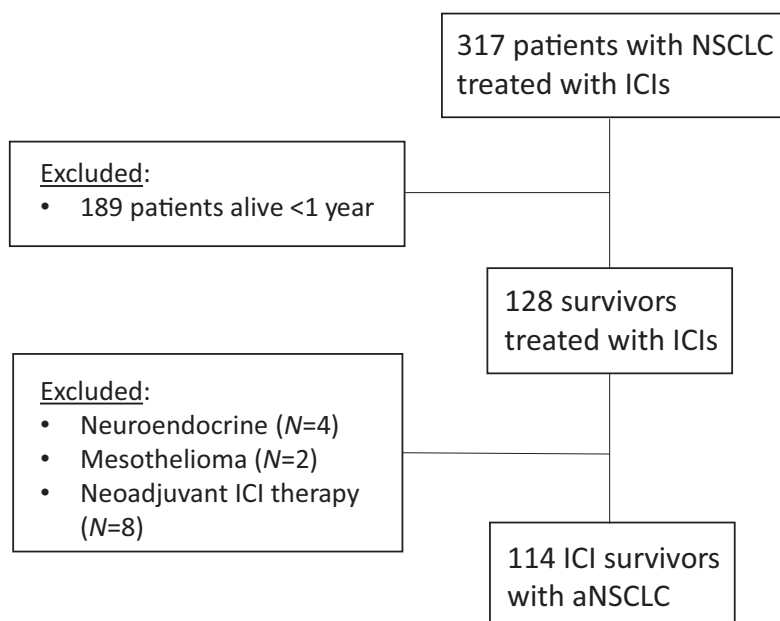 317 patients with NSCLC
treated with ICIs
Excluded:
• 189 patients alive <1 year
128 survivors
treated with ICIs
Excluded:
• Neuroendocrine (N=4)
• Mesothelioma (N=2)
• Neoadjuvant ICI therapy
(N=8)
114 ICI survivors
with aNSCLC